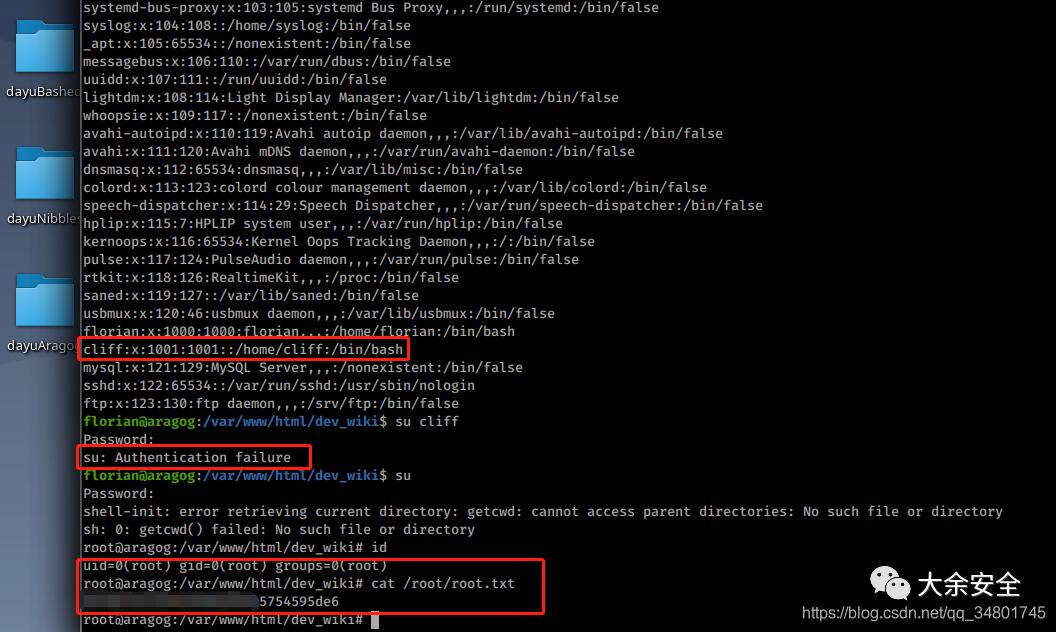 systemd-bus-proxy:x:103:105:systemd Bus Proxy,,,:/run/systemd:/bin/false
syslog:x:104:108::/home/syslog:/bin/false
_apt:x:105:65534::/nonexistent:/bin/false
messagebus:x:106:110::/var/run/dbus:/bin/false
uuidd:x:107:111::/run/uuidd:/bin/false
lightdm:x:108:114:Light Display Manager:/var/lib/lightdm:/bin/false
whoopsie:x:109:117::/nonexistent:/bin/false
avahi-autoipd:x:110:119:Avahi autoip daemon,,,:/var/lib/avahi-autoipd:/bin/false
avahi:x:111:120:Avahi mDNS daemon,,,:/var/run/avahi-daemon:/bin/false
dnsmasq:x:112:65534:dnsmasq,,,:/var/lib/misc:/bin/false
colord:x:113:123:colord colour management daemon,,,:/var/lib/colord:/bin/false
speech-dispatcher:x:114:29:Speech Dispatcher,,,:/var/run/speech-dispatcher:/bin/false
hplip:x:115:7:HPLIP system user,,,:/var/run/hplip:/bin/false
kernoops:x:116:65534:Kernel Oops Tracking Daemon,,,:/:/bin/false
pulse:x:117:124:PulseAudio daemon,,,:/var/run/pulse:/bin/false
rtkit:x:118:126:RealtimeKit,,,:/proc:/bin/false
saned:x:119:127::/var/lib/saned:/bin/false
usbmux:x:120:46:usbmux daemon,,,:/var/lib/usbmux:/bin/false
florian:x:1000:1000:florian,,,:/home/florian:/bin/bash
cliff:x:1001:1001::/home/cliff:/bin/bash
mysql:x:121:129:MySQL Server,,,:/nonexistent:/bin/false
sshd:x:122:65534::/var/run/sshd:/usr/sbin/nologin
ftp:x:123:130:ftp daemon,,,:/srv/ftp:/bin/false
florian@aragog:/var/www/html/dev_wiki$ su cliff
Password:
su: Authentication failure
florian@aragog:/var/www/html/dev_wiki$ su
Password:
shell-init: error retrieving current directory: getcwd: cannot access parent directories: No such file or directory
sh: 0: getcwd() failed: No such file or directory
root@aragog:/var/www/html/dev_wiki# id
uid=0(root) gid=0(root) groups=0(root)
root@aragog:/var/www/html/dev_wiki# cat /root/root.txt
5754595de6
root@aragog:/var/www/html/dev_wiki#
dayuBashed
dayuNibbles
dayuArago
大余安全
https://blog.csdn.net/qq_34801745